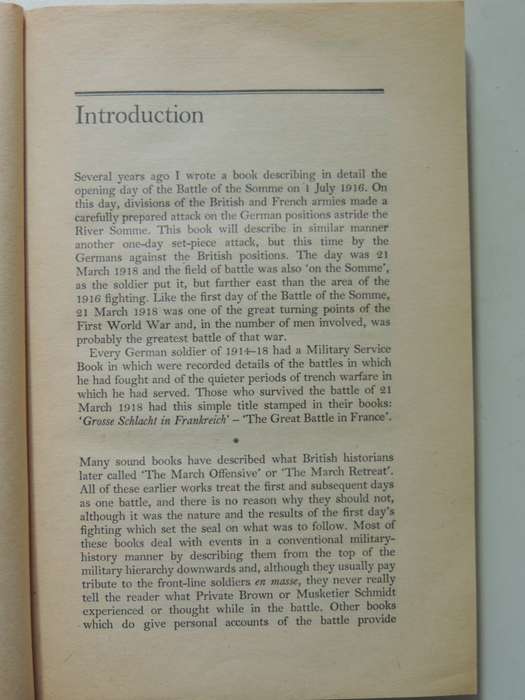 Introduction
Several years ago I wrote a book describing in detail the
opening day of the Battle of the Somme on 1 July 1916. On
this day, divisions of the British and French armies made a
carefully prepared attack on the German positions astride the
River Somme. This book will describe in similar manner
another one-day set-piece attack, but this time by the
Germans against the British positions. The day was 21
March 1918 and the field of battle was also 'on the Somme',
as the soldier put it, but farther east than the area of the
1916 fighting. Like the first day of the Battle of the Somme,
21 March 1918 was one of the great turning points of the
First World War and, in the number of men involved, was
probably the greatest battle of that war.
Every German soldier of 1914–18 had a Military Service
Book in which were recorded details of the battles in which
he had fought and of the quieter periods of trench warfare in
which he had served. Those who survived the battle of 21
March 1918 had this simple title stamped in their books:
'Grosse Schlacht in Frankreich' – 'The Great Battle in France'.
*
Many sound books have described what British historians
later called 'The March Offensive' or 'The March Retreat'.
All of these earlier works treat the first and subsequent days
as one battle, and there is no reason why they should not,
although it was the nature and the results of the first day's
fighting which set the seal on what was to follow. Most of
these books deal with events in a conventional military-
history manner by describing them from the top of the
military hierarchy downwards and, although they usually pay
tribute to the front-line soldiers en masse, they never really
tell the reader what Private Brown or Musketier Schmidt
experienced or thought while in the battle. Other books
which do give personal accounts of the battle provide